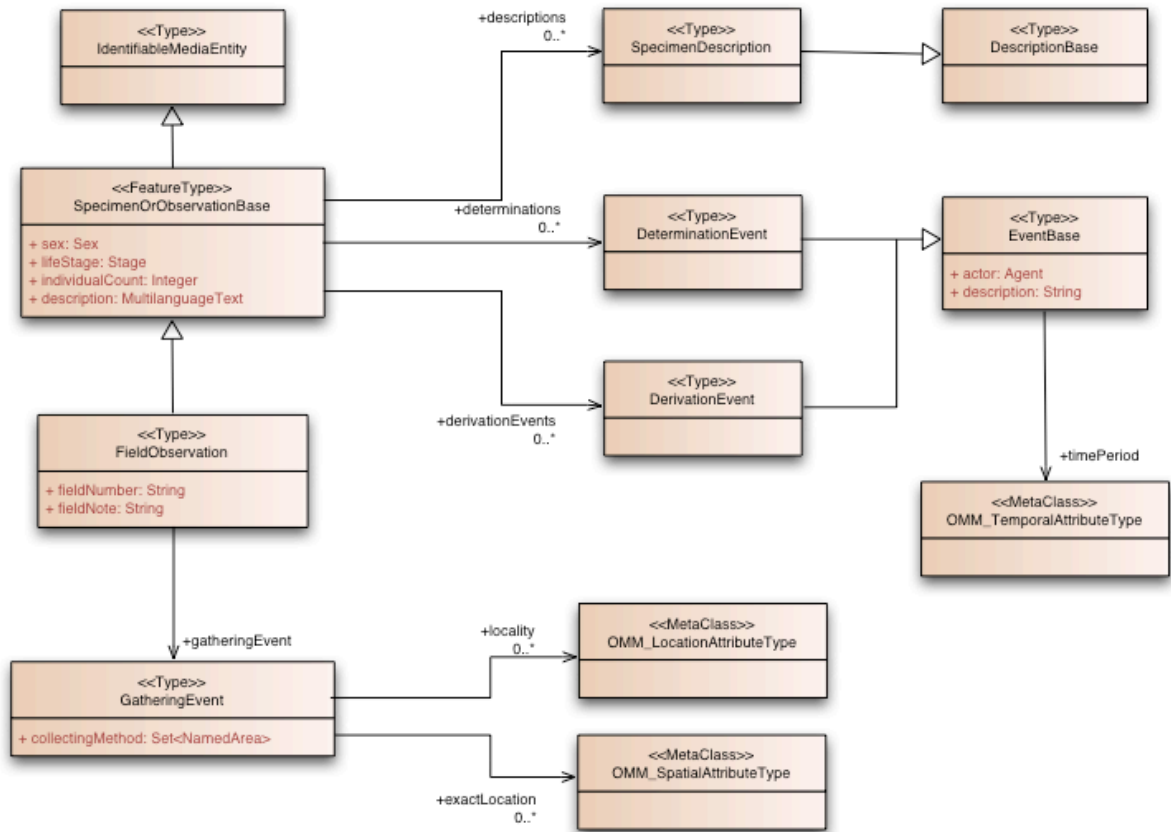 <<Type>>
IdentifiableMediaEntity
+descriptions
0..*
<<Type>>
SpecimenDescription
<<Type>>
DescriptionBase
<<FeatureType>>
SpecimenOrObservationBase
+ sex: Sex
+ lifeStage: Stage
+ individualCount: Integer
+ description: MultilanguageText
+determinations
0..*
<<Type>>
DeterminationEvent
<<Type>>
EventBase
+ actor: Agent
+ description: String
<<Type>>
DerivationEvent
+derivationEvents
0..*
<<Type>>
FieldObservation
+ fieldNumber: String
+ fieldNote: String
+timePeriod
<<MetaClass>>
OMM_TemporalAttributeType
+gatheringEvent
<<Type>>
GatheringEvent
+ collectingMethod: Set<NamedArea>
+locality
0..*
<<MetaClass>>
OMM_LocationAttributeType
<<MetaClass>>
OMM_SpatialAttributeType
+exactLocation
0..*